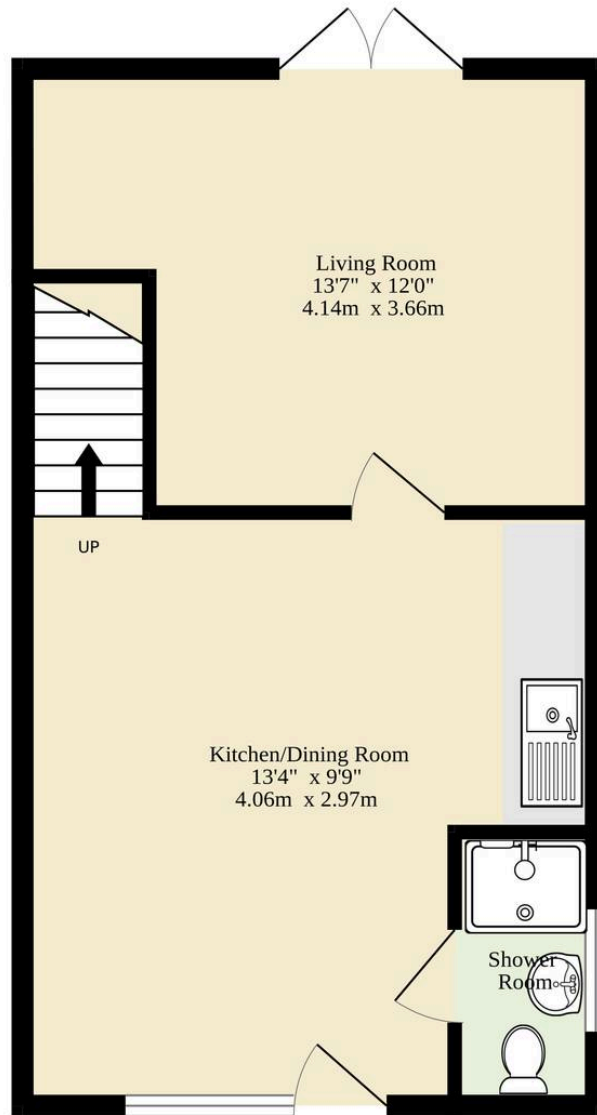 Living Room
13'7" x 12'0"
4.14m x 3.66m
UP
Kitchen/Dining Room
13'4" x 9'9"
4.06m x 2.97m
Shower
Room